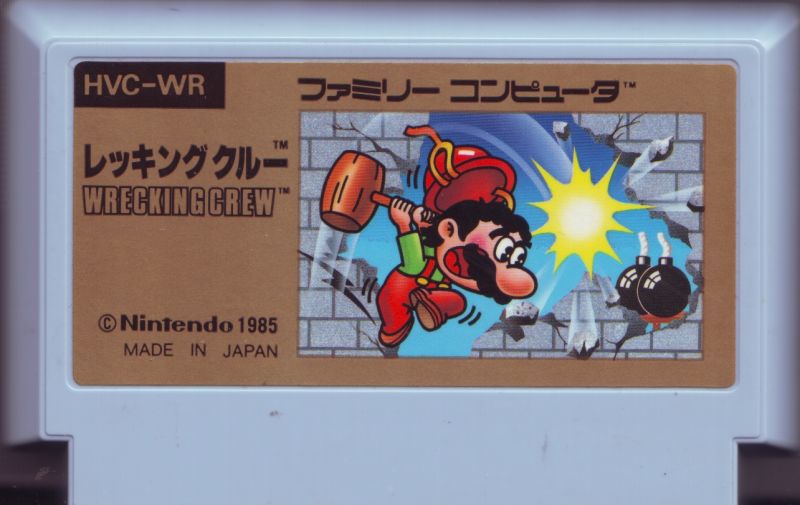 HVC-WR
ファミリー コンピュータ™
レッキング クルー™
WRECKING CREW™
© Nintendo 1985
MADE IN JAPAN